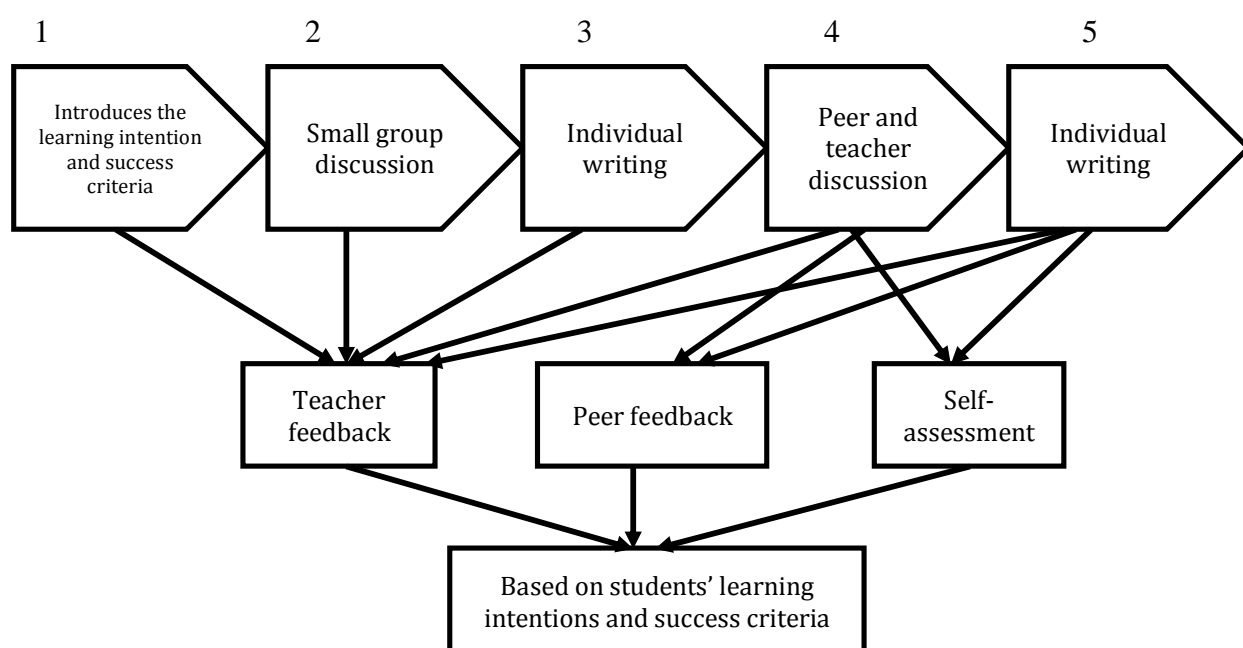 1
2
3
4
5
Introduces the
learning intention
and success
criteria
Small group
discussion
Individual
writing
Peer and
teacher
discussion
Individual
writing
Teacher
feedback
Peer feedback
Self-
assessment
Based on students’ learning
intentions and success criteria